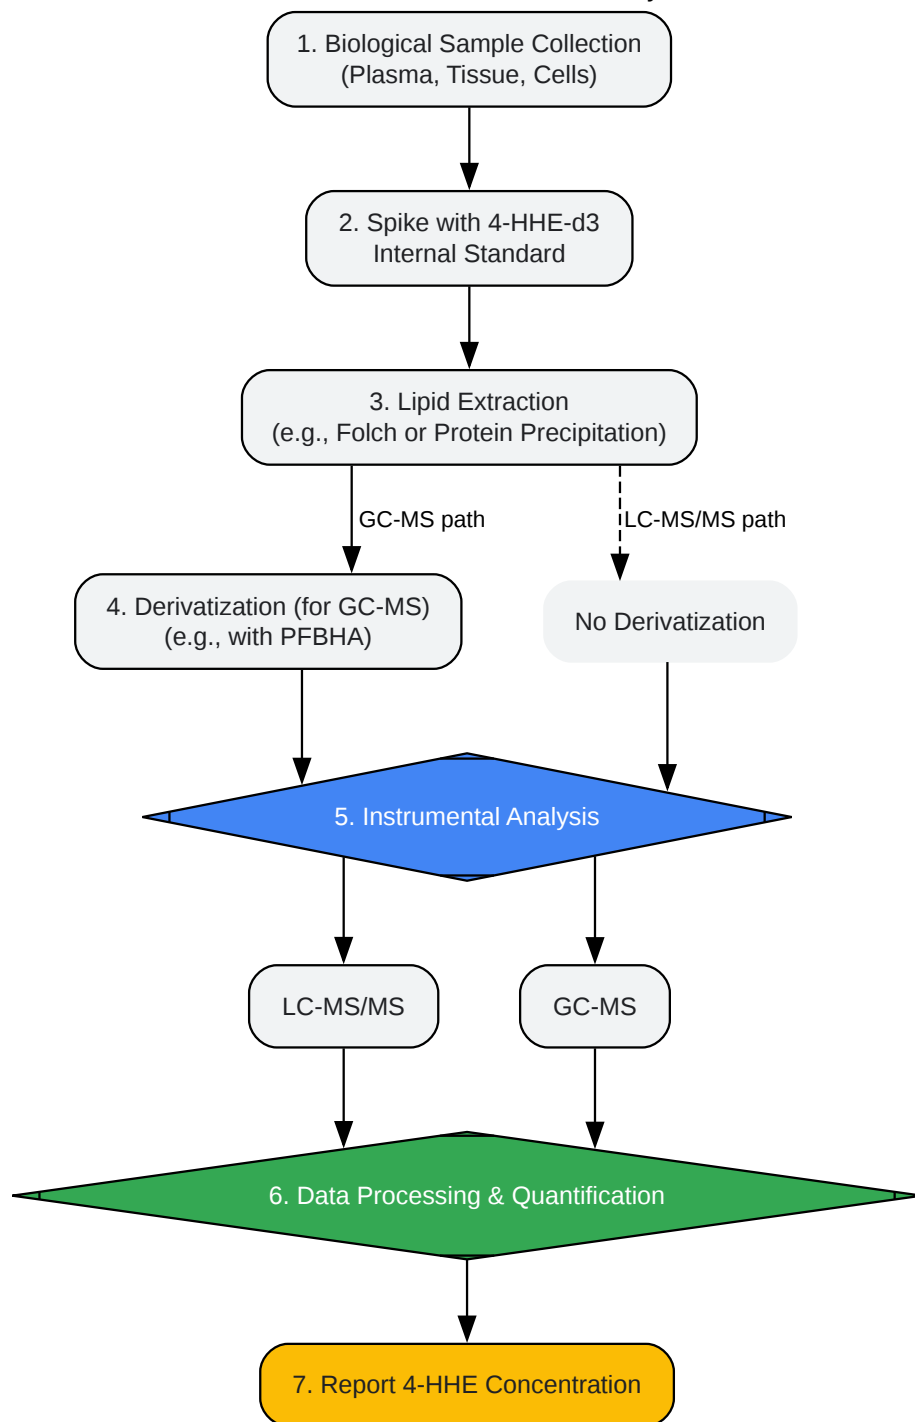 1. Biological Sample Collection
(Plasma, Tissue, Cells)
2. Spike with 4-HHE-d3
Internal Standard
3. Lipid Extraction
(e.g., Folch or Protein Precipitation)
GC-MS path
LC-MS/MS path
4. Derivatization (for GC-MS)
(e.g., with PFBHA)
No Derivatization
5. Instrumental Analysis
LC-MS/MS
GC-MS
6. Data Processing & Quantification
7. Report 4-HHE Concentration